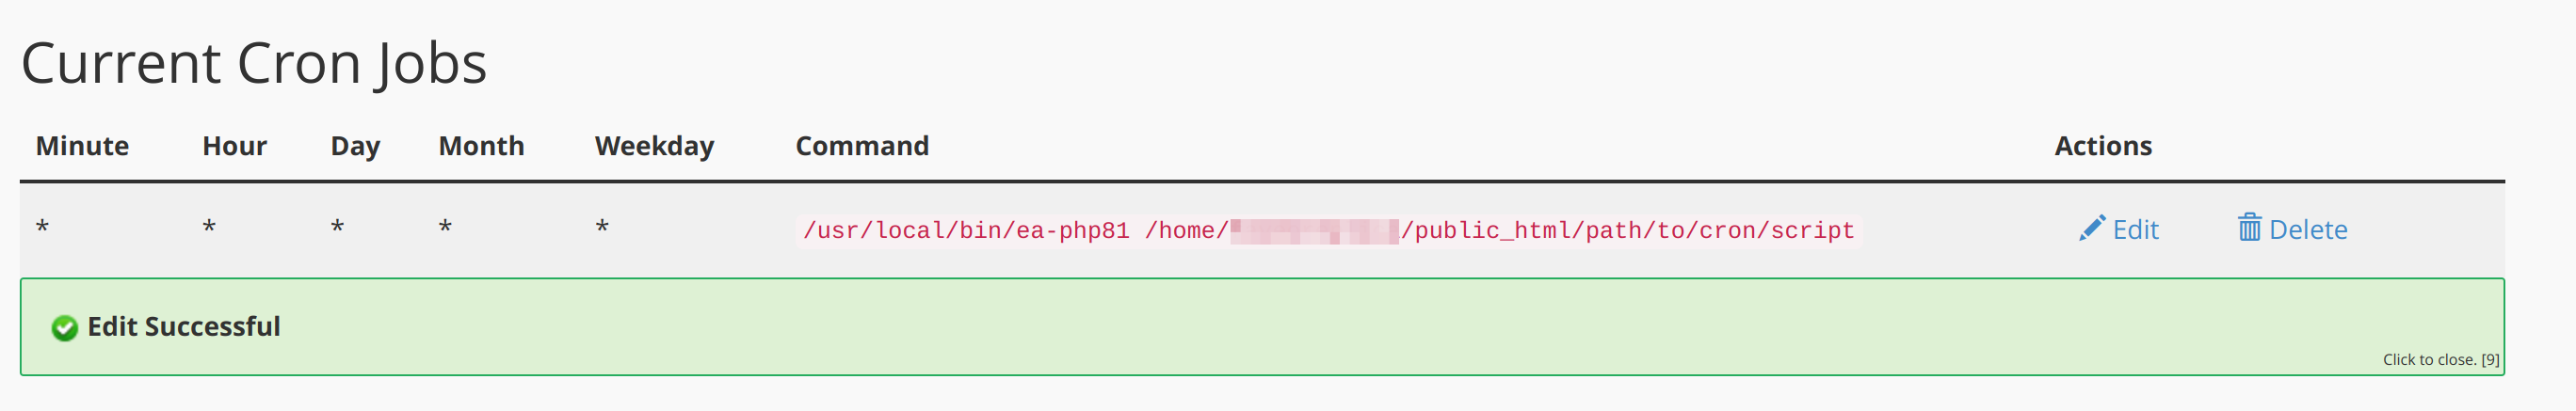 Current Cron Jobs
Minute Hour Day Month Weekday Command Actions
* * * * * /usr/local/bin/ea-php81 /home/ /public_html/path/to/cron/script Edit Delete
Edit Successful
Click to close. [9]